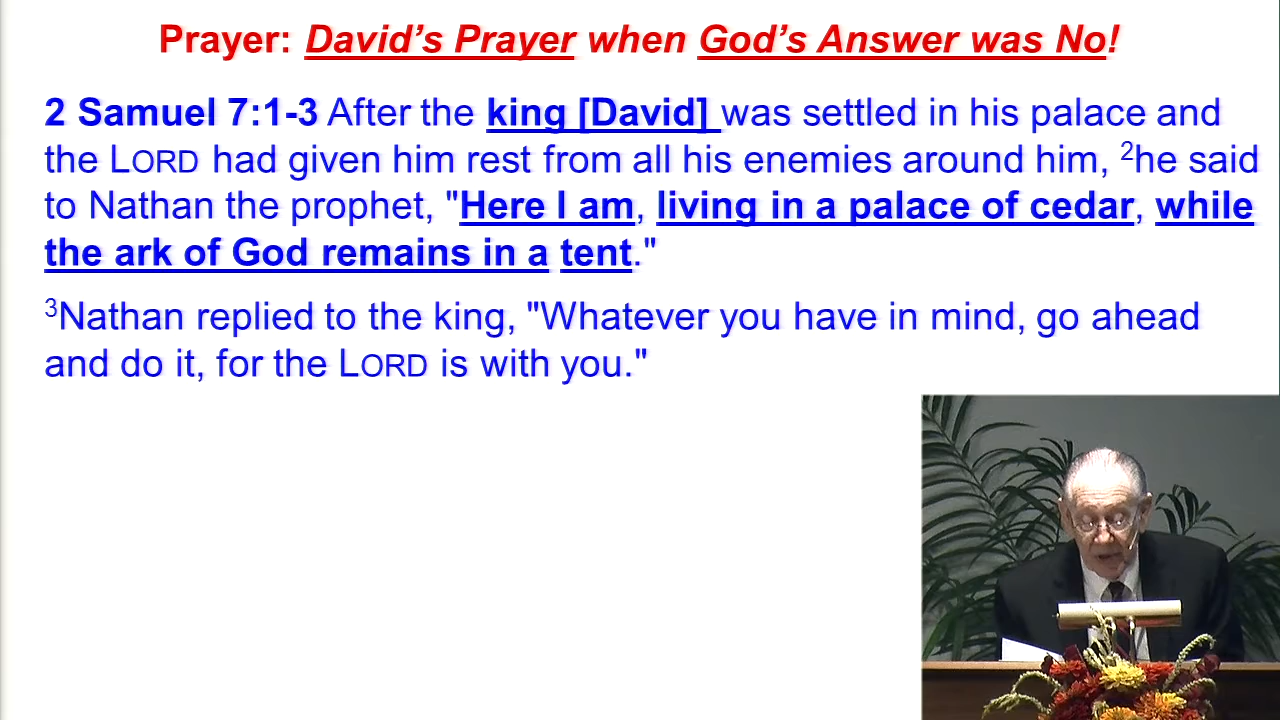 Prayer: David’s Prayer when God’s Answer was No!
2 Samuel 7:1-3 After the king [David] was settled in his palace and
the LORD had given him rest from all his enemies around him, ²he said
to Nathan the prophet, "Here I am, living in a palace of cedar, while
the ark of God remains in a tent."
³Nathan replied to the king, "Whatever you have in mind, go ahead
and do it, for the LORD is with you."